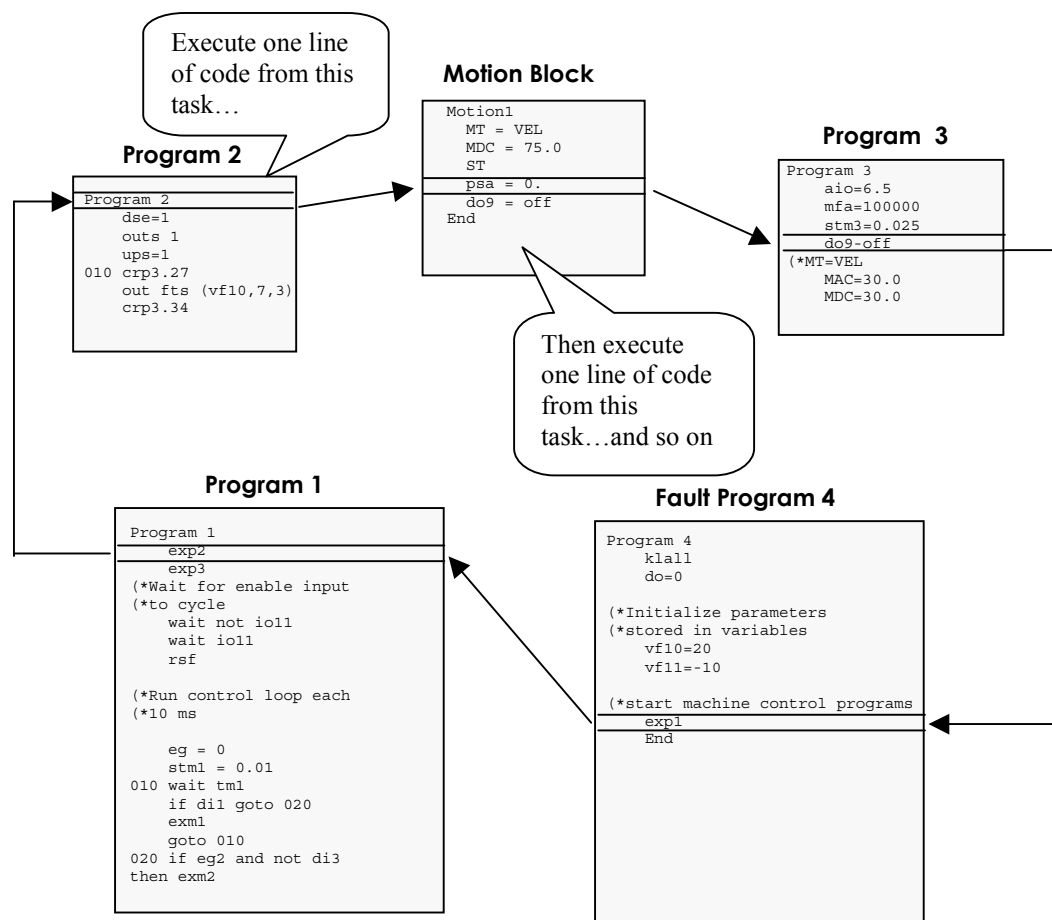 Execute one line
of code from this
task…
Program 2
Program 2
dse=1
outs 1
ups=1
010 crp3.27
out fts (vf10,7,3)
crp3.34
Motion Block
Motion1
MT = VEL
MDC = 75.0
ST
psa = 0.
do9 = off
End
Then execute
one line of code
from this
task…and so on
Program 3
Program 3
aio=6.5
mfa=100000
stm3=0.025
do9-off
(*MT=VEL
MAC=30.0
MDC=30.0
Program 1
Program 1
exp2
exp3
(*Wait for enable input
(*to cycle
wait not io11
wait io11
rsf
(*Run control loop each
(*10 ms
eg = 0
stm1 = 0.01
010 wait tm1
if di1 goto 020
exm1
goto 010
020 if eg2 and not di3
then exm2
Fault Program 4
Program 4
klall
do=0
(*Initialize parameters
(*stored in variables
vf10=20
vf11=-10
(*start machine control programs
exp1
End